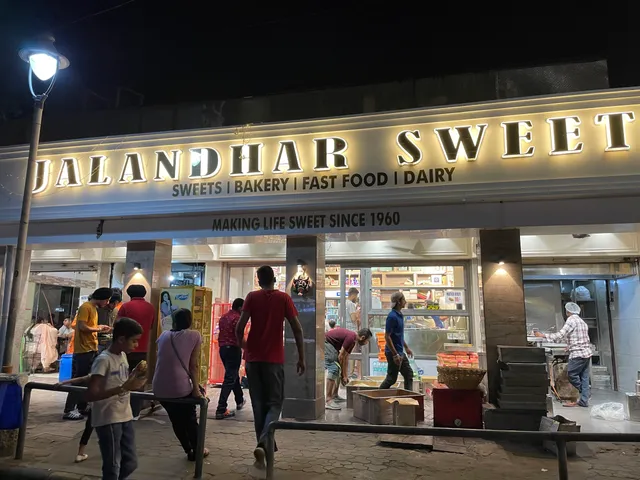 JALANDHAR SWEET
SWEETS | BAKERY | FAST FOOD | DAIRY
MAKING LIFE SWEET SINCE 1960